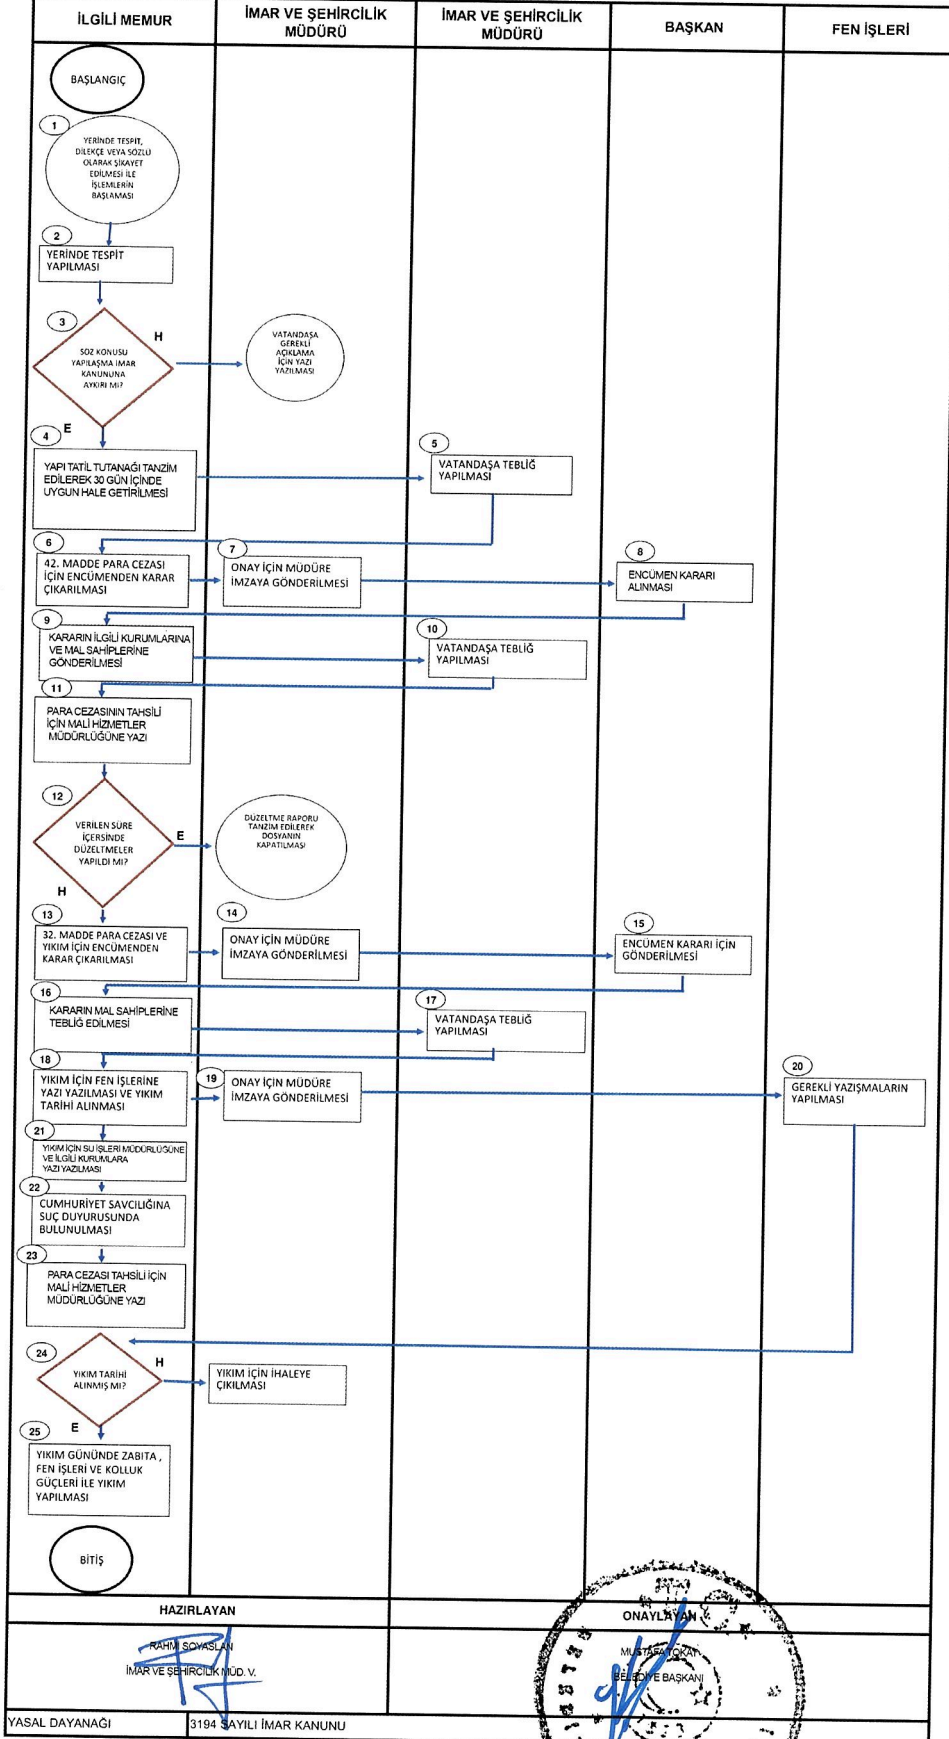 İLGİLİ MEMUR
İMAR VE ŞEHİRCİLİK
MÜDÜRÜ
İMAR VE ŞEHİRCİLİK
MÜDÜRÜ
BAŞKAN
FEN İŞLERİ
BAŞLANGIÇ
1
YERİNDE TESPİT,
DİLEKÇE VEYA SÖZLÜ
OLARAK ŞİKAYET
EDİLMESİ İLE
İŞLEMLERİN
BAŞLAMASI
2
YERİNDE TESPİT
YAPILMASI
3
H
SÖZ KONUSU
YAPILAŞMA İMAR
KANUNUNA
AYKIRI MI?
VATANDAŞA
GEREKLİ
AÇIKLAMA
İÇİN YAZI
YAZILMASI
E
4
YAPI TATİL TUTANAĞI TANZİM
EDİLEREK 30 GÜN İÇİNDE
UYGUN HALE GETİRİLMESİ
5
VATANDAŞA TEBLİĞ
YAPILMASI
6
42. MADDE PARA CEZASI
İÇİN ENCÜMENDEN KARAR
ÇIKARILMASI
7
ONAY İÇİN MÜDÜRE
İMZAYA GÖNDERİLMESİ
8
ENCÜMEN KARARI
ALINMASI
9
KARARIN İLGİLİ KURUMLARINA
VE MAL SAHİPLERİNE
GÖNDERİLMESİ
10
VATANDAŞA TEBLİĞ
YAPILMASI
11
PARA CEZASININ TAHSİLİ
İÇİN MALİ HİZMETLER
MÜDÜRLÜĞÜNE YAZI
12
VERİLEN SÜRE
İÇERSİNDE
DÜZELTMELER
YAPILDI MI?
E
DÜZELTME RAPORU
TANZİM EDİLEREK
DOSYANIN
KAPATILMASI
H
13
32. MADDE PARA CEZASI VE
YIKIM İÇİN ENCÜMENDEN
KARAR ÇIKARILMASI
14
ONAY İÇİN MÜDÜRE
İMZAYA GÖNDERİLMESİ
15
ENCÜMEN KARARI İÇİN
GÖNDERİLMESİ
16
KARARIN MAL SAHİPLERİNE
TEBLİĞ EDİLMESİ
17
VATANDAŞA TEBLİĞ
YAPILMASI
18
YIKIM İÇİN FEN İŞLERİNE
YAZI YAZILMASI VE YIKIM
TARİHİ ALINMASI
19
ONAY İÇİN MÜDÜRE
İMZAYA GÖNDERİLMESİ
20
GEREKLİ YAZIŞMALARIN
YAPILMASI
21
YIKIM İÇİN SU İŞLERİ MÜDÜRLÜĞÜNE
VE İLGİLİ KURUMLARA
YAZI YAZILMASI
22
CUMHURİYET SAVCILIĞINA
SUÇ DUYURUSUNDA
BULUNULMASI
23
PARA CEZASI TAHSİLİ İÇİN
MALİ HİZMETLER
MÜDÜRLÜĞÜNE YAZI
24
YIKIM TARİHİ
ALINMIŞ MI?
H
YIKIM İÇİN İHALEYE
ÇIKILMASI
E
25
YIKIM GÜNÜNDE ZABITA ,
FEN İŞLERİ VE KOLLUK
GÜÇLERİ İLE YIKIM
YAPILMASI
BİTİŞ
HAZIRLAYAN
ONAYLAYAN
RAHMİ SOYASLAN
İMAR VE ŞEHİRCİLİK MÜD. V.
MUSTAFA TOKAT
BELEDİYE BAŞKANI
YASAL DAYANAĞI
3194 SAYILI İMAR KANUNU